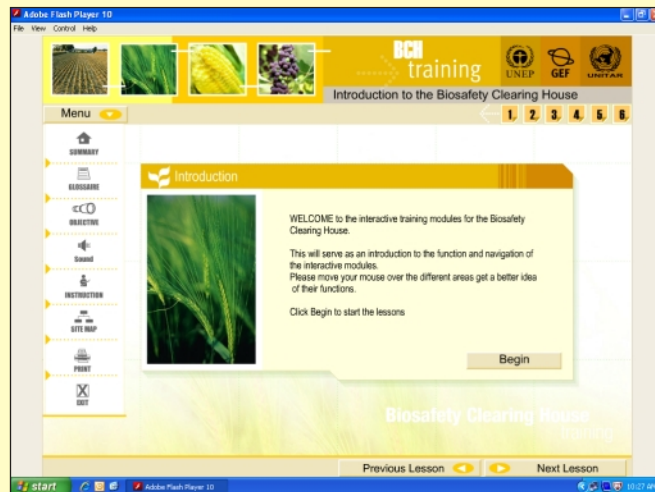 Adobe Flash Player 10
File View Control Help
BCH
training
UNEP
GEF
UNITAR
Introduction to the Biosafety Clearing House
Menu
1. 2. 3. 4. 5. 6.
SUMMARY
GLOSSAIRE
OBJECTIVE
Sound
INSTRUCTION
SITE MAP
PRINT
EXIT
Introduction
WELCOME to the interactive training modules for the Biosafety
Clearing House.
This will serve as an introduction to the function and navigation of
the interactive modules.
Please move your mouse over the different areas get a better idea
of their functions.
Click Begin to start the lessons
Begin
Biosafety Clearing House
training
Previous Lesson
Next Lesson
start
Adobe Flash Player 10
10:27 AM